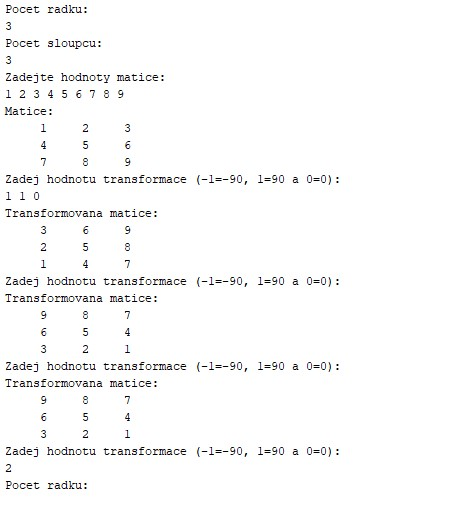 Pocet radku:
3
Pocet sloupcu:
3
Zadejte hodnoty matice:
1 2 3 4 5 6 7 8 9
Matice:
1 2 3
4 5 6
7 8 9
Zadej hodnotu transformace (-1=-90, 1=90 a 0=0):
1 1 0
Transformovana matice:
3 6 9
2 5 8
1 4 7
Zadej hodnotu transformace (-1=-90, 1=90 a 0=0):
Transformovana matice:
9 8 7
6 5 4
3 2 1
Zadej hodnotu transformace (-1=-90, 1=90 a 0=0):
Transformovana matice:
9 8 7
6 5 4
3 2 1
Zadej hodnotu transformace (-1=-90, 1=90 a 0=0):
2
Pocet radku: